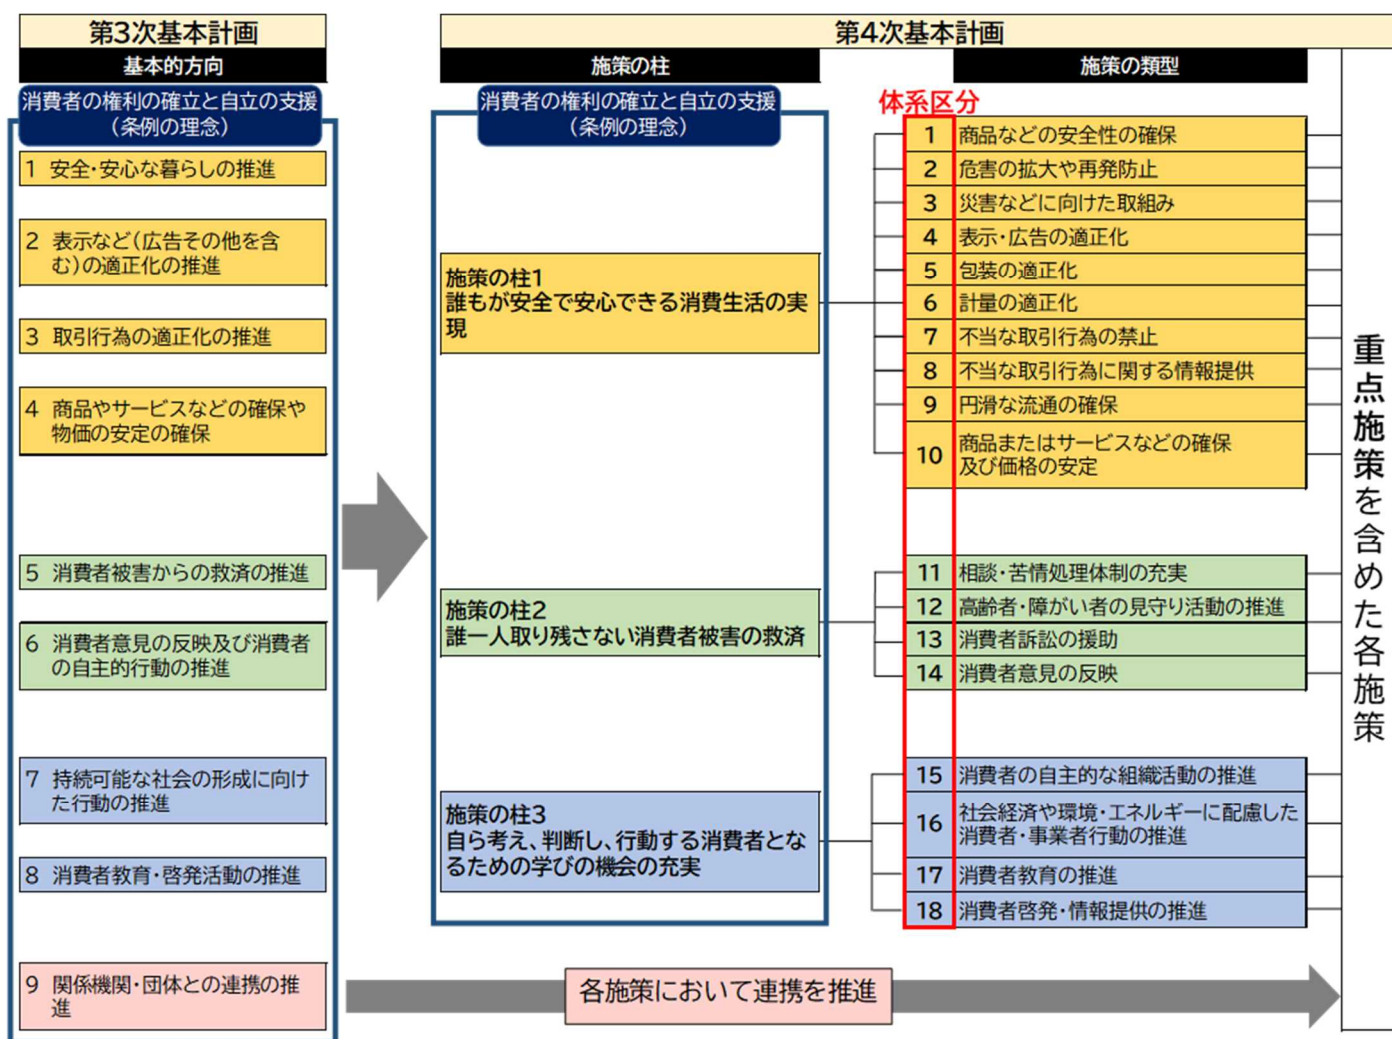 第3次基本計画
基本的方向
消費者の権利の確立と自立の支援
（条例の理念）
1 安全・安心な暮らしの推進
2 表示など（広告その他を含
む）の適正化の推進
3 取引行為の適正化の推進
4 商品やサービスなどの確保や
物価の安定の確保
5 消費者被害からの救済の推進
6 消費者意見の反映及び消費者
の自主的行動の推進
7 持続可能な社会の形成に向け
た行動の推進
8 消費者教育・啓発活動の推進
9 関係機関・団体との連携の推
進
第4次基本計画
施策の柱
消費者の権利の確立と自立の支援
（条例の理念）
施策の柱1
誰もが安全で安心できる消費生活の実
現
施策の柱2
誰一人取り残さない消費者被害の救済
施策の柱3
自ら考え、判断し、行動する消費者とな
るための学びの機会の充実
施策の類型
体系区分
1 商品などの安全性の確保
2 危害の拡大や再発防止
3 災害などに向けた取組み
4 表示・広告の適正化
5 包装の適正化
6 計量の適正化
7 不当な取引行為の禁止
8 不当な取引行為に関する情報提供
9 円滑な流通の確保
10 商品またはサービスなどの確保
及び価格の安定
11 相談・苦情処理体制の充実
12 高齢者・障がい者の見守り活動の推進
13 消費者訴訟の援助
14 消費者意見の反映
15 消費者の自主的な組織活動の推進
16 社会経済や環境・エネルギーに配慮した
消費者・事業者行動の推進
17 消費者教育の推進
18 消費者啓発・情報提供の推進
重点施策を含めた各施策
各施策において連携を推進